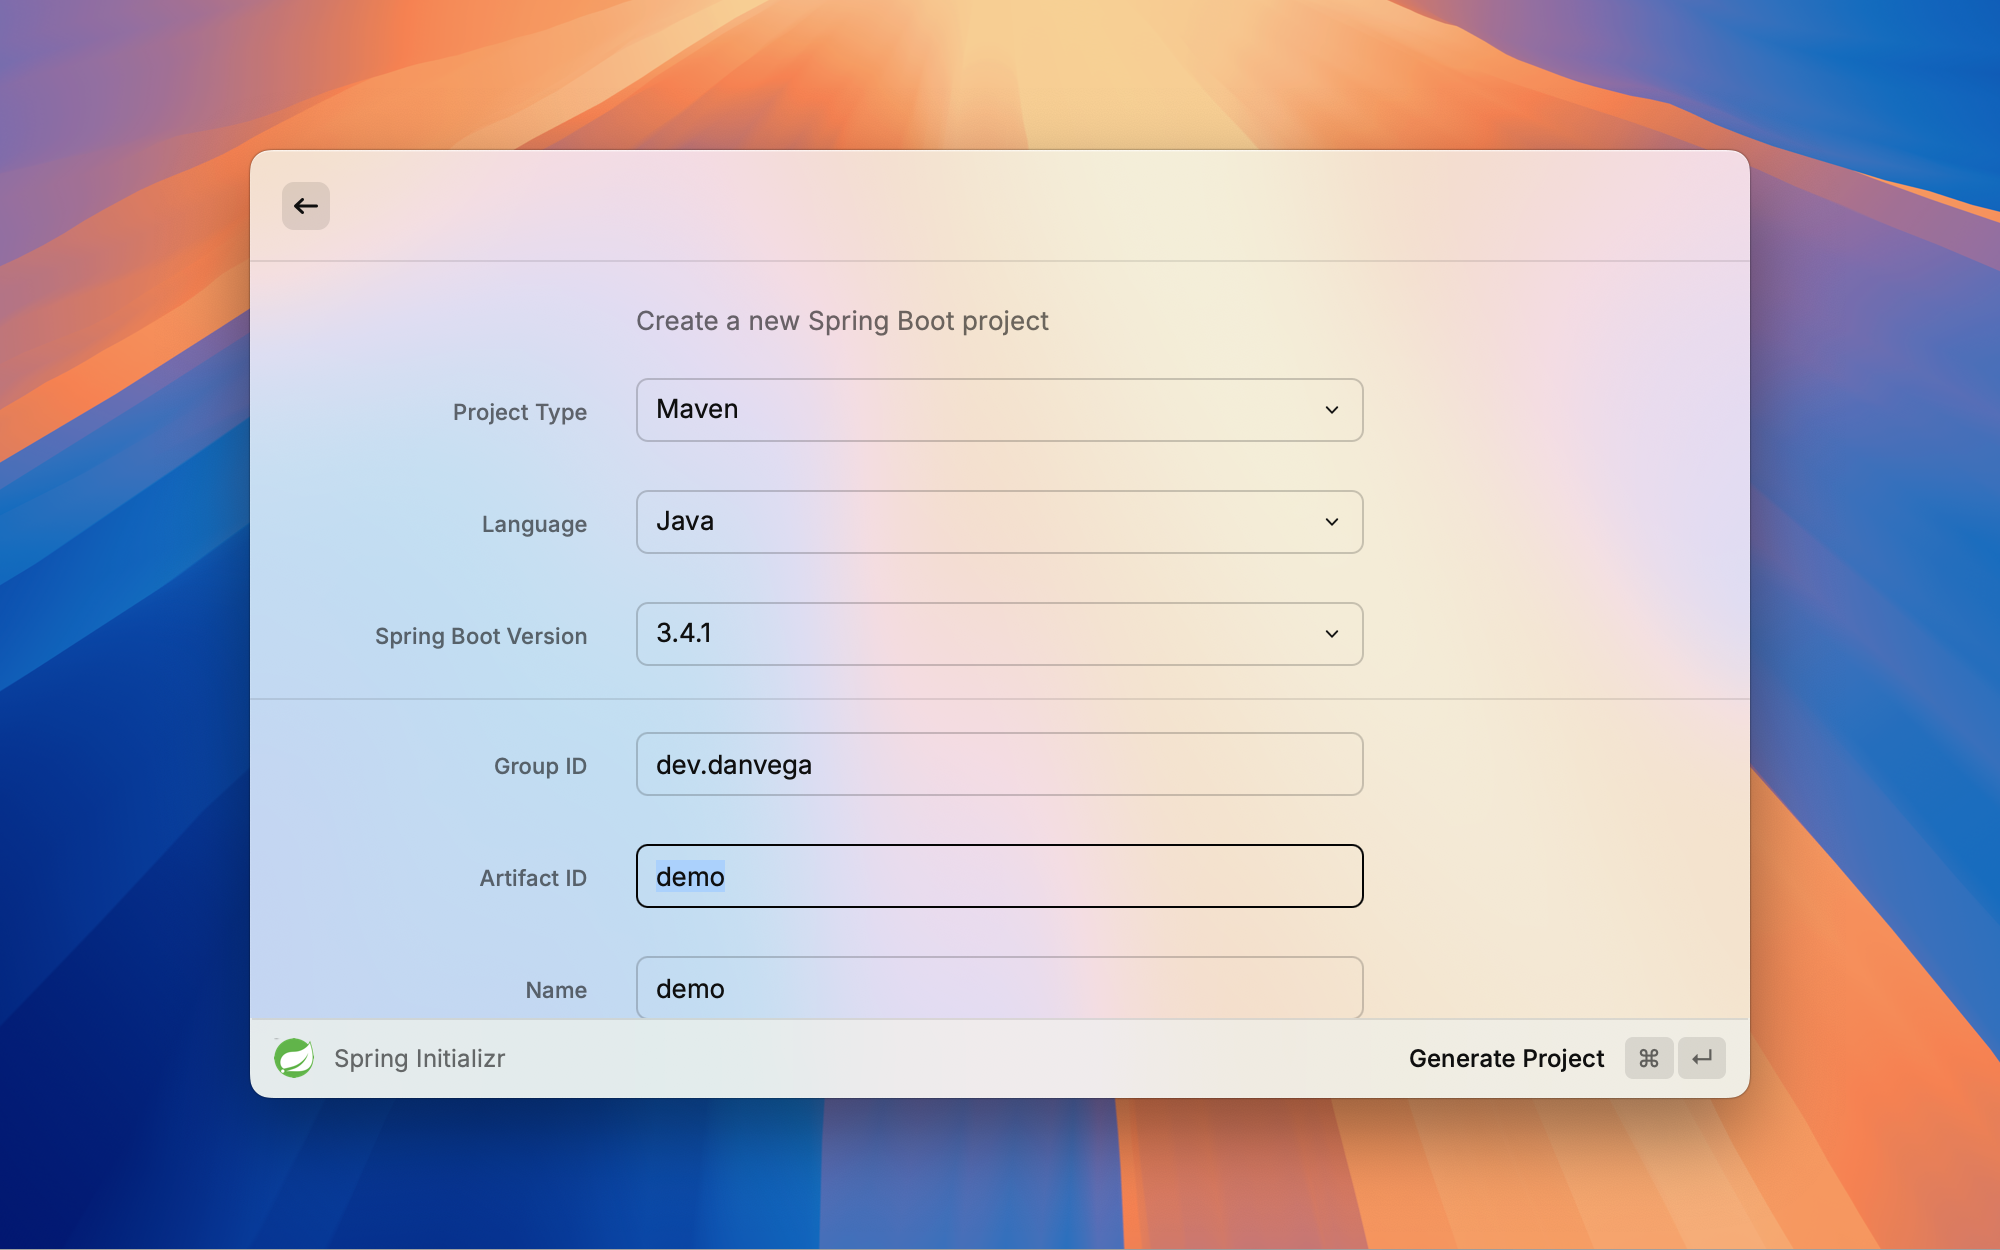 Create a new Spring Boot project
Project Type
Maven
Language
Java
Spring Boot Version
3.4.1
Group ID
dev.danvega
Artifact ID
demo
Name
demo
Spring Initializr
Generate Project ⌘ ↵